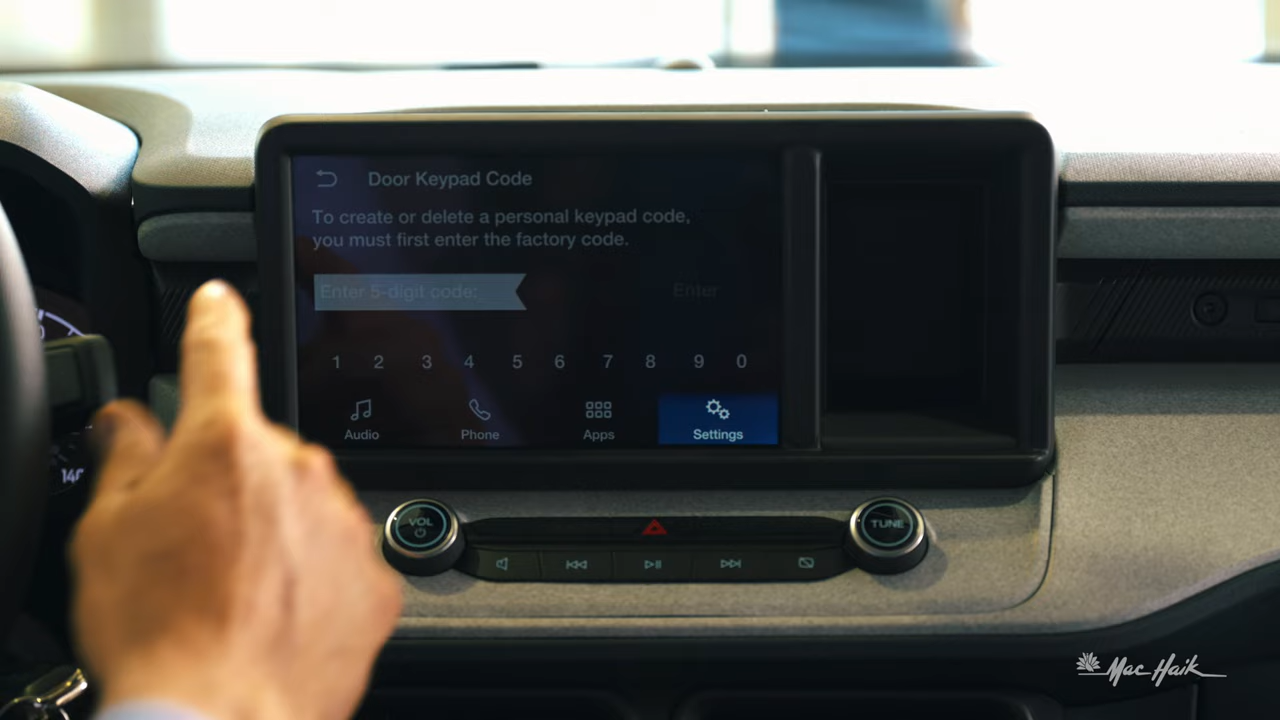 Door Keypad Code
To create or delete a personal keypad code,
you must first enter the factory code.
Enter 5-digit code:
Enter
1 2 3 4 5 6 7 8 9 0
Audio Phone Apps Settings
140
VOL
TUNE
Mac Haik